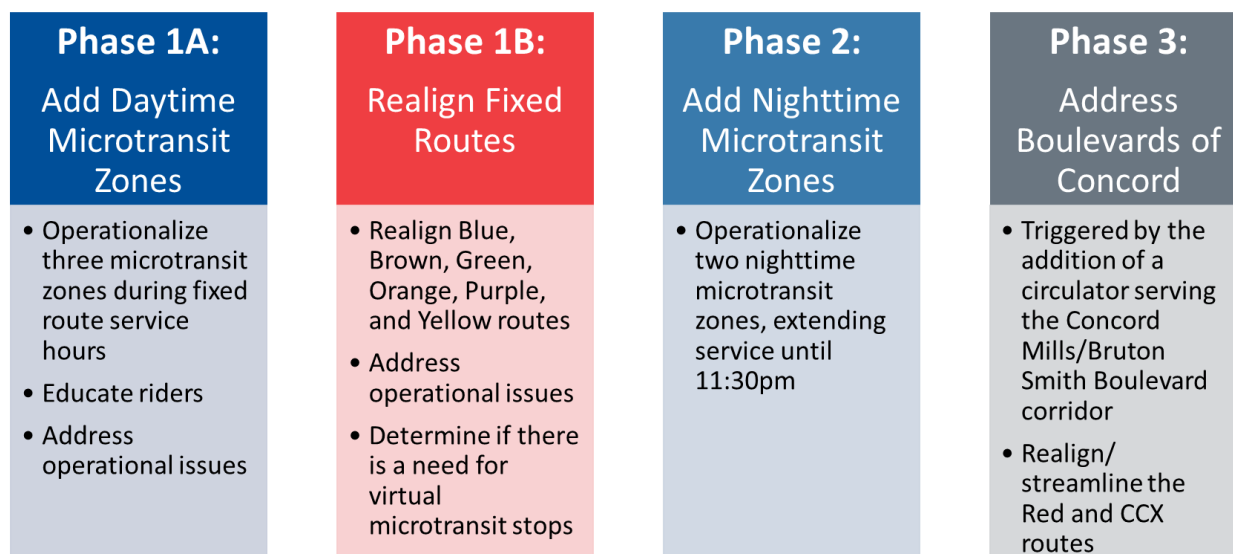 Phase 1A:
Add Daytime
Microtransit
Zones
• Operationalize
three microtransit
zones during fixed
route service
hours
• Educate riders
• Address
operational issues
Phase 1B:
Realign Fixed
Routes
• Realign Blue,
Brown, Green,
Orange, Purple,
and Yellow routes
• Address
operational issues
• Determine if there
is a need for
virtual
microtransit stops
Phase 2:
Add Nighttime
Microtransit
Zones
• Operationalize
two nighttime
microtransit
zones, extending
service until
11:30pm
Phase 3:
Address
Boulevards of
Concord
• Triggered by the
addition of a
circulator serving
the Concord
Mills/Bruton
Smith Boulevard
corridor
• Realign/
streamline the
Red and CCX
routes